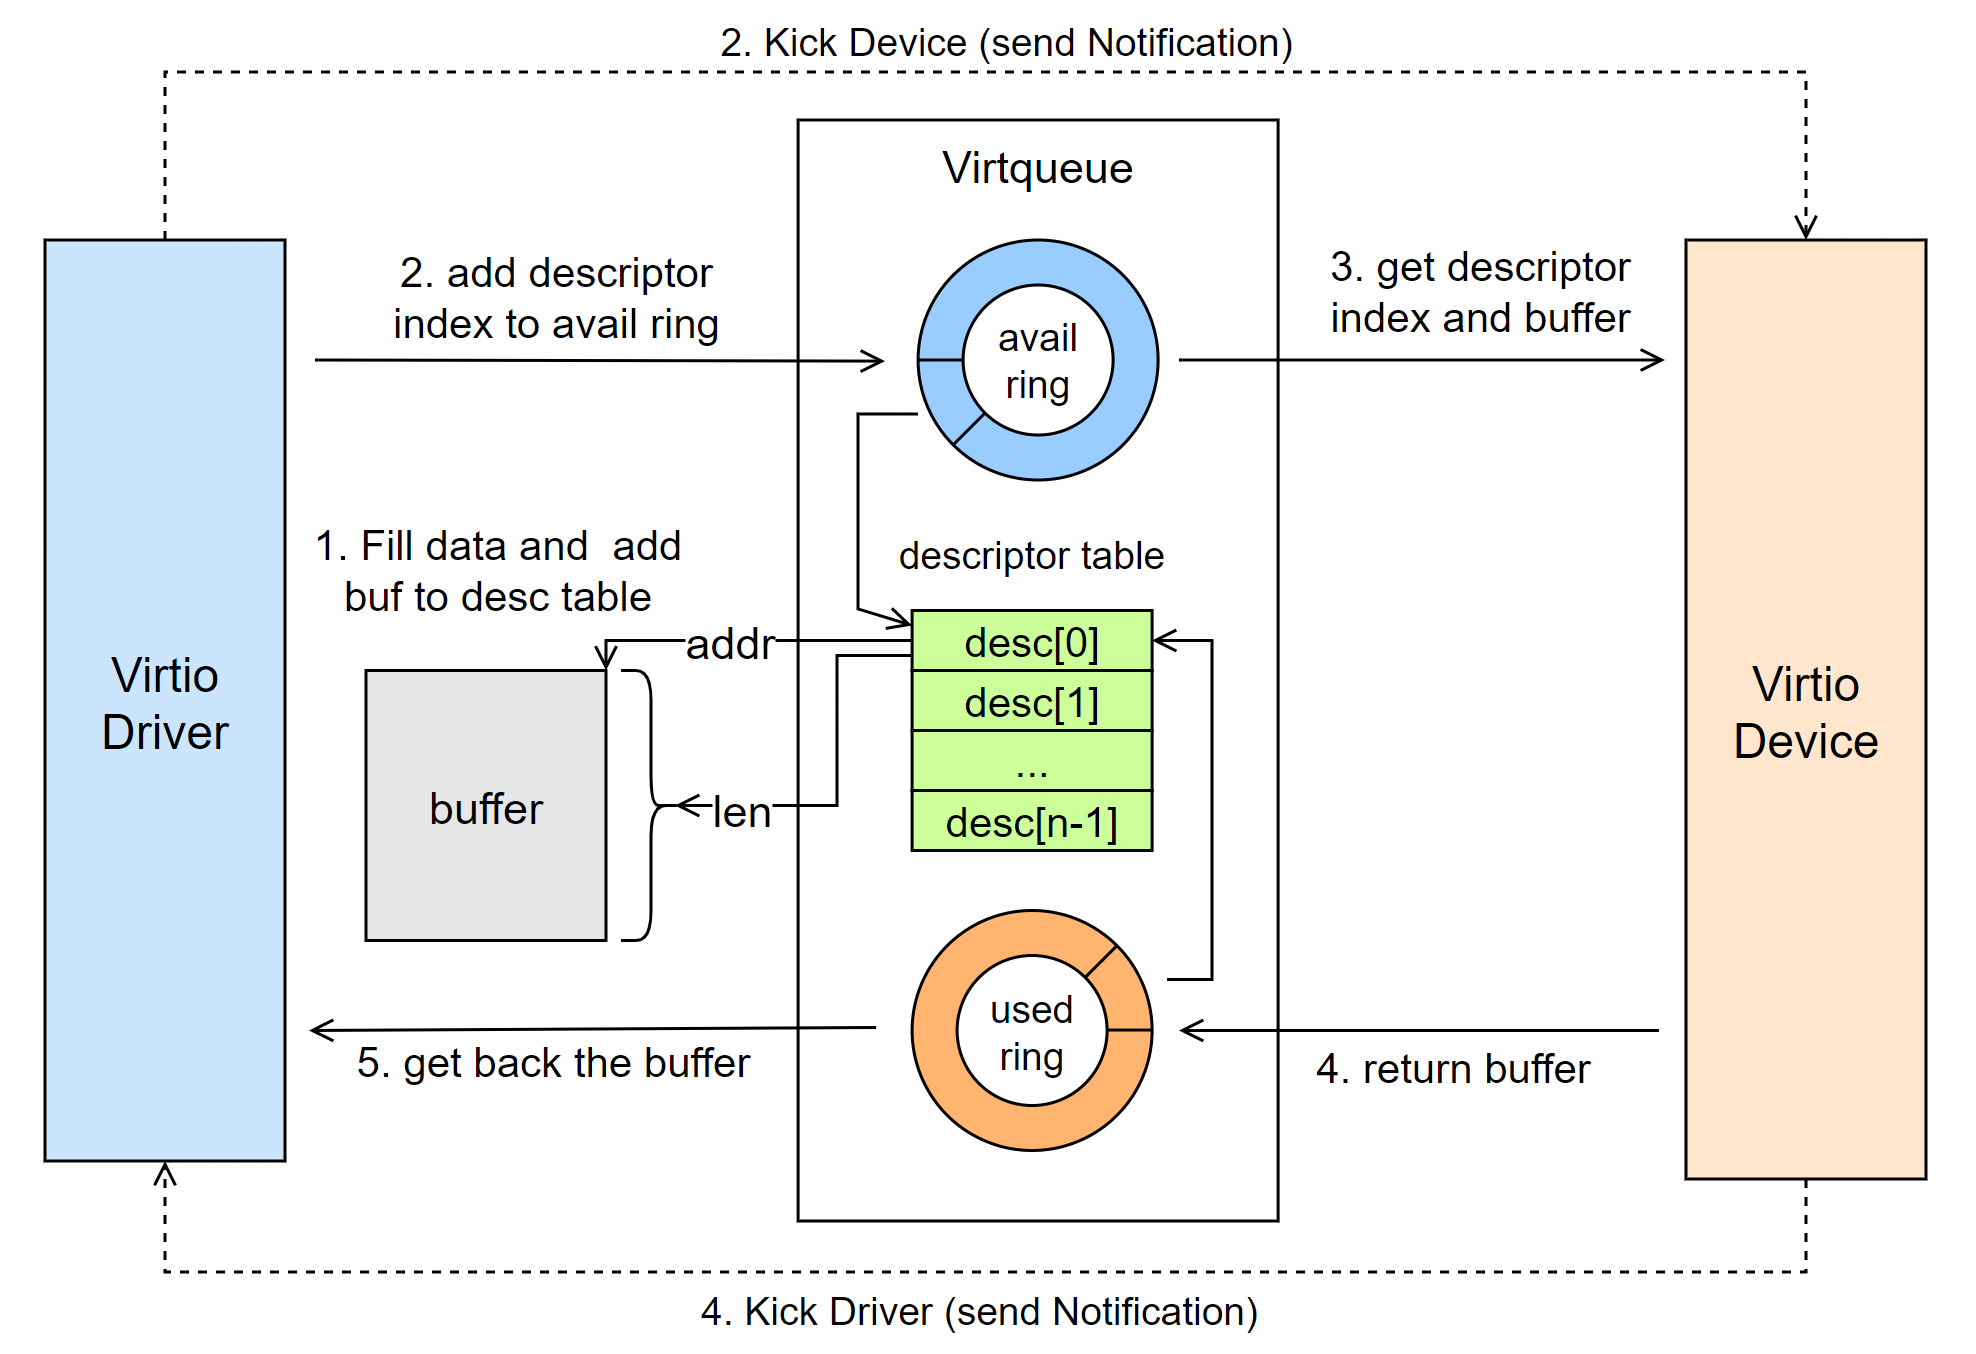 2. Kick Device (send Notification)
Virtqueue
2. add descriptor
index to avail ring
3. get descriptor
index and buffer
avail
ring
1. Fill data and  add
buf to desc table
descriptor table
addr
desc[0]
desc[1]
...
desc[n-1]
len
buffer
Virtio
Driver
Virtio
Device
used
ring
5. get back the buffer
4. return buffer
4. Kick Driver (send Notification)